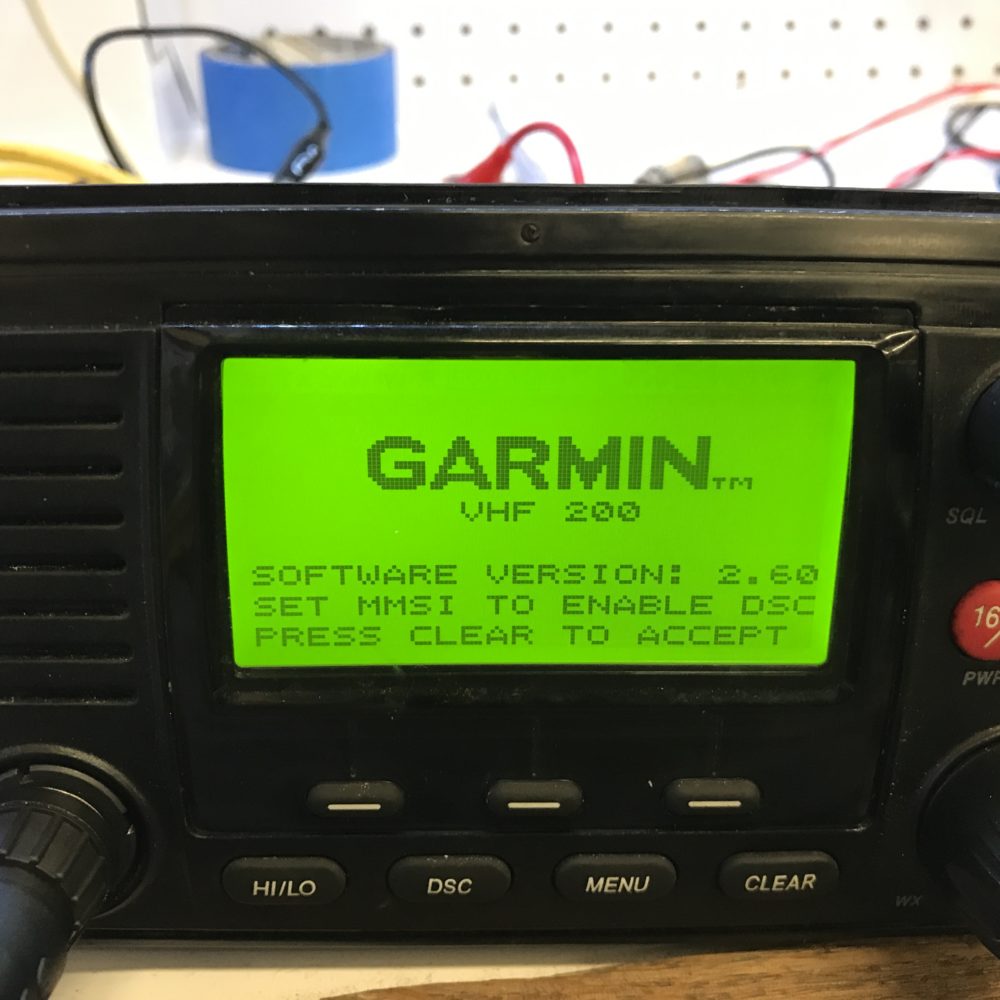 GARMIN™
VHF 200
SOFTWARE VERSION: 2.60
SET MMSI TO ENABLE DSC
PRESS CLEAR TO ACCEPT
SQL
16/
PWR
HI/LO
DSC
MENU
CLEAR
WX